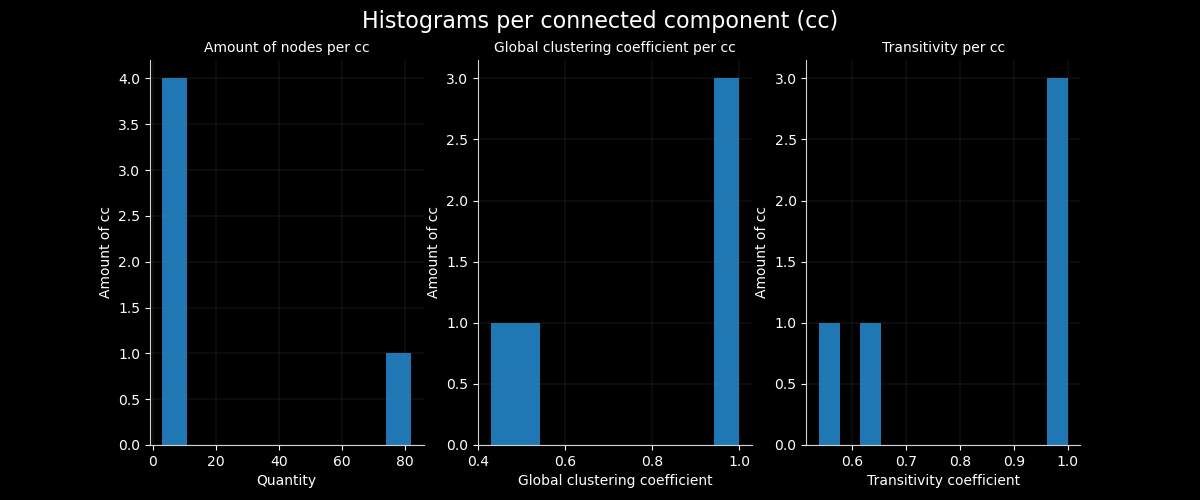 Histograms per connected component (cc)
Amount of nodes per cc
Amount of cc
4.0
3.5
3.0
2.5
2.0
1.5
1.0
0.5
0.0
0 20 40 60 80
Quantity
Global clustering coefficient per cc
Amount of cc
3.0
2.5
2.0
1.5
1.0
0.5
0.0
0.4 0.6 0.8 1.0
Global clustering coefficient
Transitivity per cc
Amount of cc
3.0
2.5
2.0
1.5
1.0
0.5
0.0
0.6 0.7 0.8 0.9 1.0
Transitivity coefficient